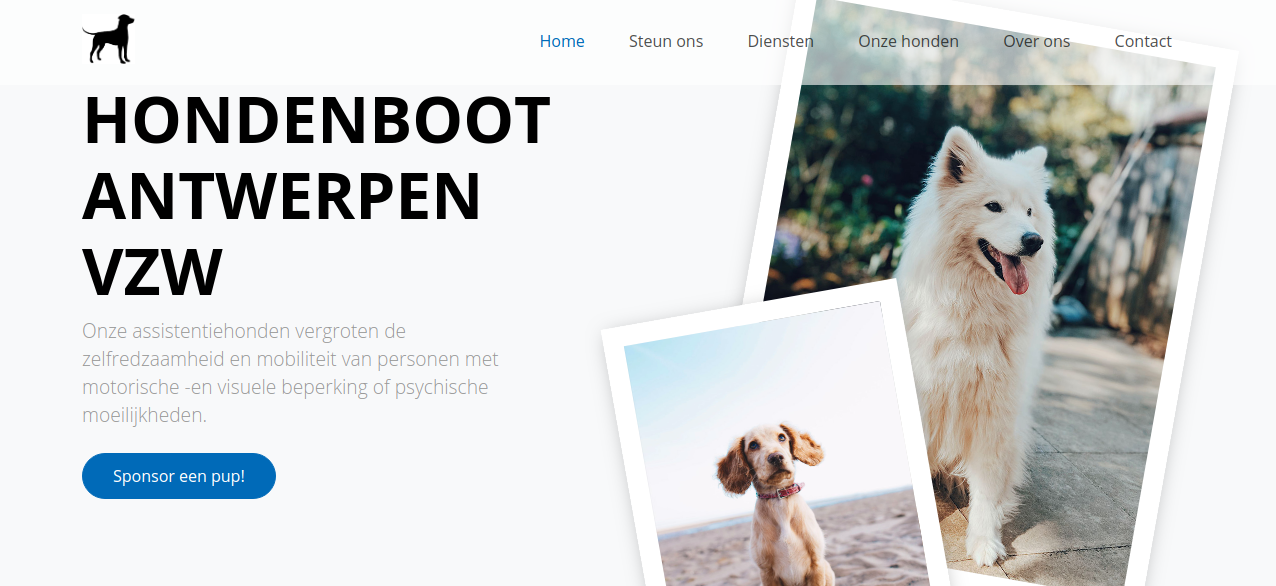 Home Steun ons Diensten Onze honden Over ons Contact
HONDENBOOT
ANTWERPEN
VZW
Onze assistentiehonden vergroten de
zelfredzaamheid en mobiliteit van personen met
motorische -en visuele beperking of psychische
moeilijkheden.
Sponsor een pup!